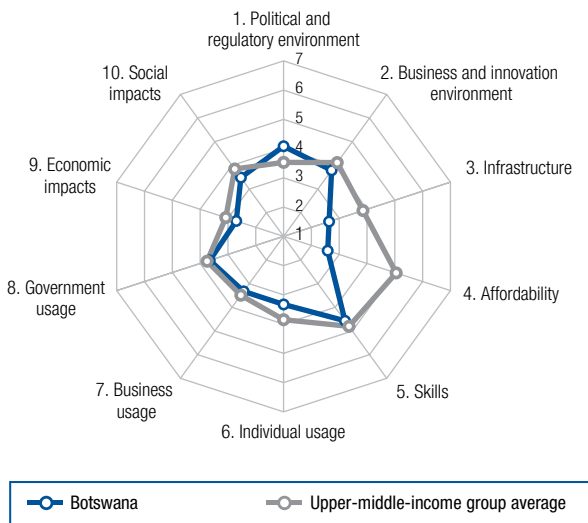 1. Political and
regulatory environment
7
6
5
4
3
2
1
2. Business and innovation
environment
3. Infrastructure
4. Affordability
5. Skills
6. Individual usage
7. Business
usage
8. Government
usage
9. Economic
impacts
10. Social
impacts
Botswana
Upper-middle-income group average